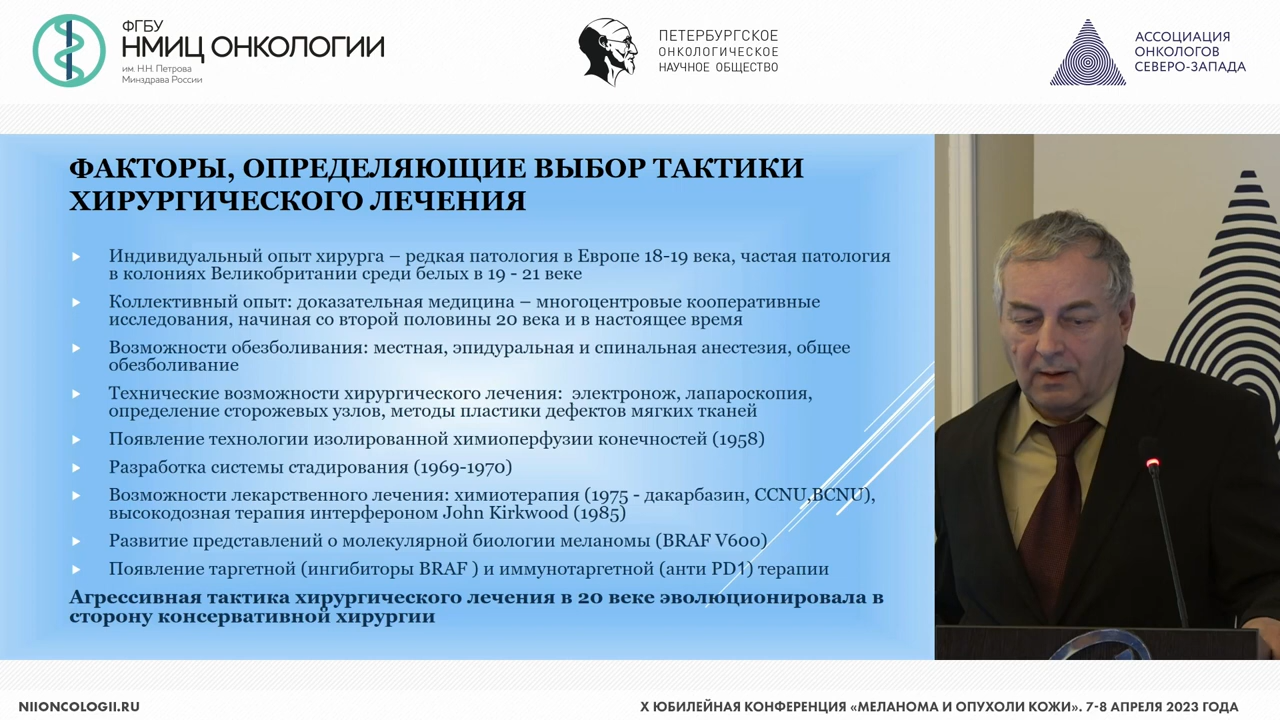 ФГБУ
НМИЦ ОНКОЛОГИИ
им. Н.Н. Петрова
Минздрава России
ПЕТЕРБУРГСКОЕ
ОНКОЛОГИЧЕСКОЕ
НАУЧНОЕ ОБЩЕСТВО
АССОЦИАЦИЯ
ОНКОЛОГОВ
СЕВЕРО-ЗАПАДА
ФАКТОРЫ, ОПРЕДЕЛЯЮЩИЕ ВЫБОР ТАКТИКИ
ХИРУРГИЧЕСКОГО ЛЕЧЕНИЯ
Индивидуальный опыт хирурга – редкая патология в Европе 18-19 века, частая патология
в колониях Великобритании среди белых в 19 - 21 веке
Коллективный опыт: доказательная медицина – многоцентровые кооперативные
исследования, начиная со второй половины 20 века и в настоящее время
Возможности обезболивания: местная, эпидуральная и спинальная анестезия, общее
обезболивание
Технические возможности хирургического лечения: электронож, лапароскопия,
определение сторожевых узлов, методы пластики дефектов мягких тканей
Появление технологии изолированной химиоперфузии конечностей (1958)
Разработка системы стадирования (1969-1970)
Возможности лекарственного лечения: химиотерапия (1975 - дакарбазин, CCNU,BCNU),
высокодозная терапия интерфероном John Kirkwood (1985)
Развитие представлений о молекулярной биологии меланомы (BRAF V600)
Появление таргетной (ингибиторы BRAF ) и иммунотаргетной (анти PD1) терапии
Агрессивная тактика хирургического лечения в 20 веке эволюционировала в
сторону консервативной хирургии
NIIONCOLOGII.RU
X ЮБИЛЕЙНАЯ КОНФЕРЕНЦИЯ «МЕЛАНОМА И ОПУХОЛИ КОЖИ». 7-8 АПРЕЛЯ 2023 ГОДА